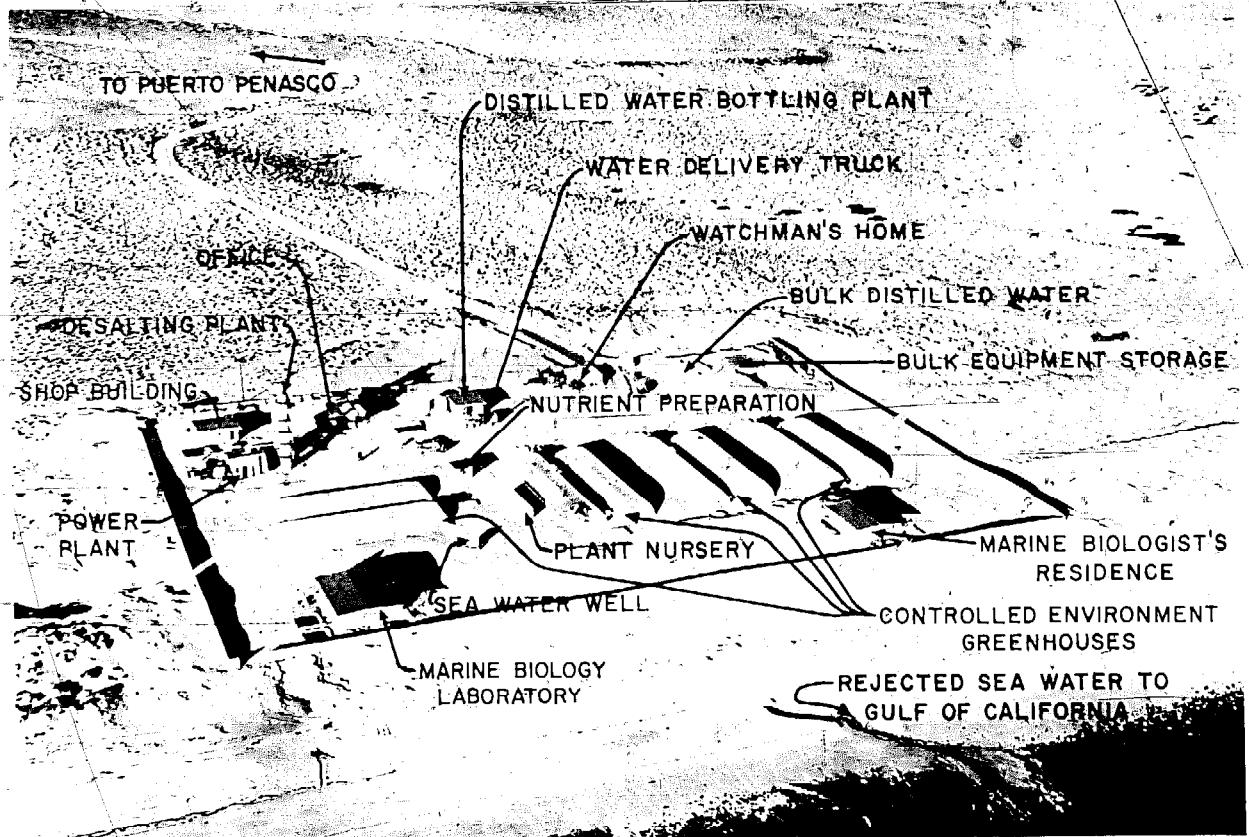 TO PUERTO PENASCO
DISTILLED WATER BOTTLING PLANT
WATER DELIVERY TRUCK
WATCHMAN'S HOME
OFFICE
BULK DISTILLED WATER
DESALTING PLANT
BULK EQUIPMENT STORAGE
SHOP BUILDING
NUTRIENT PREPARATION
POWER
PLANT
PLANT NURSERY
MARINE BIOLOGIST'S
RESIDENCE
SEA WATER WELL
CONTROLLED ENVIRONMENT
GREENHOUSES
MARINE BIOLOGY
LABORATORY
REJECTED SEA WATER TO
GULF OF CALIFORNIA